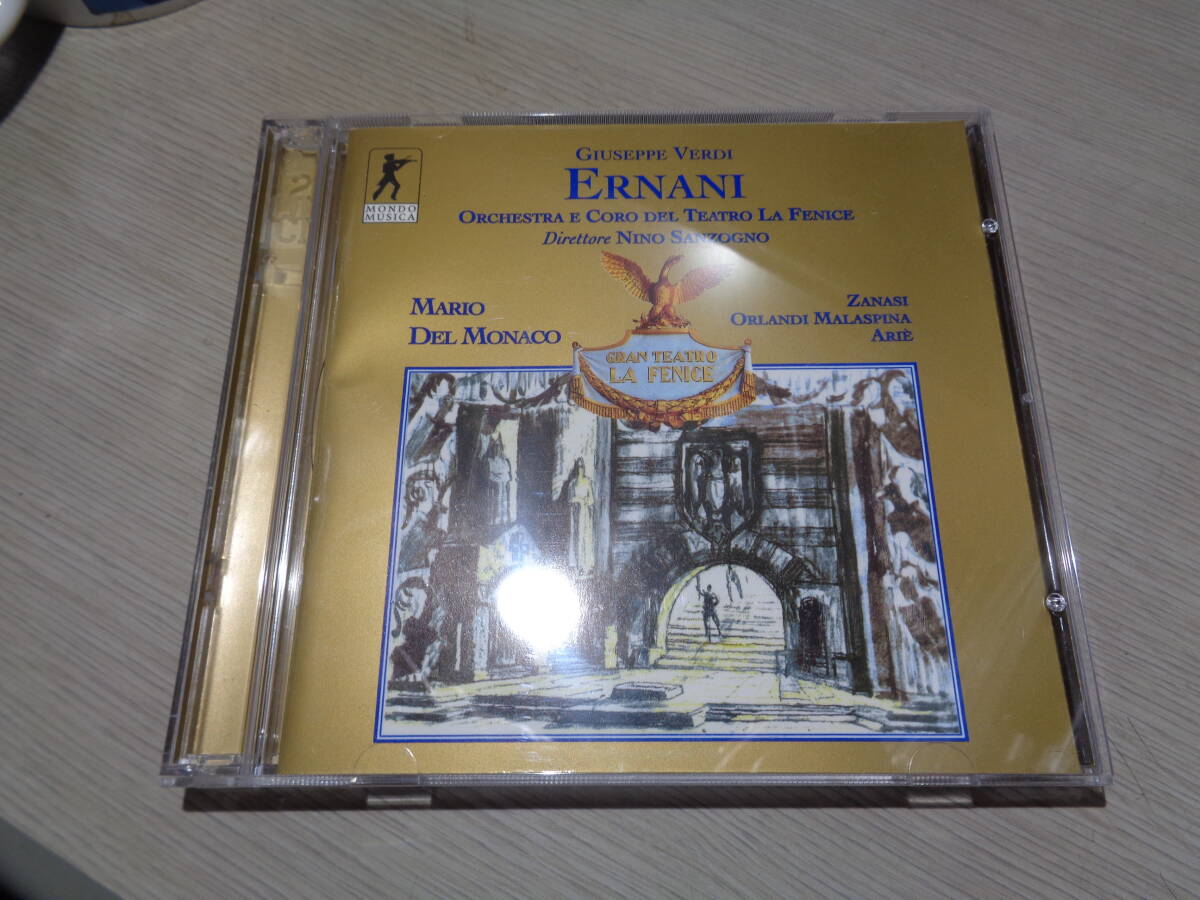 GIUSEPPE VERDI
ERNANI
ORCHESTRA E CORO DEL TEATRO LA FENICE
Direttore NINO SANZOGNO
MONDO
MUSICA
MARIO
DEL MONACO
ZANASI
ORLANDI MALASPINA
ARIÈ
GRAN TEATRO
LA FENICE